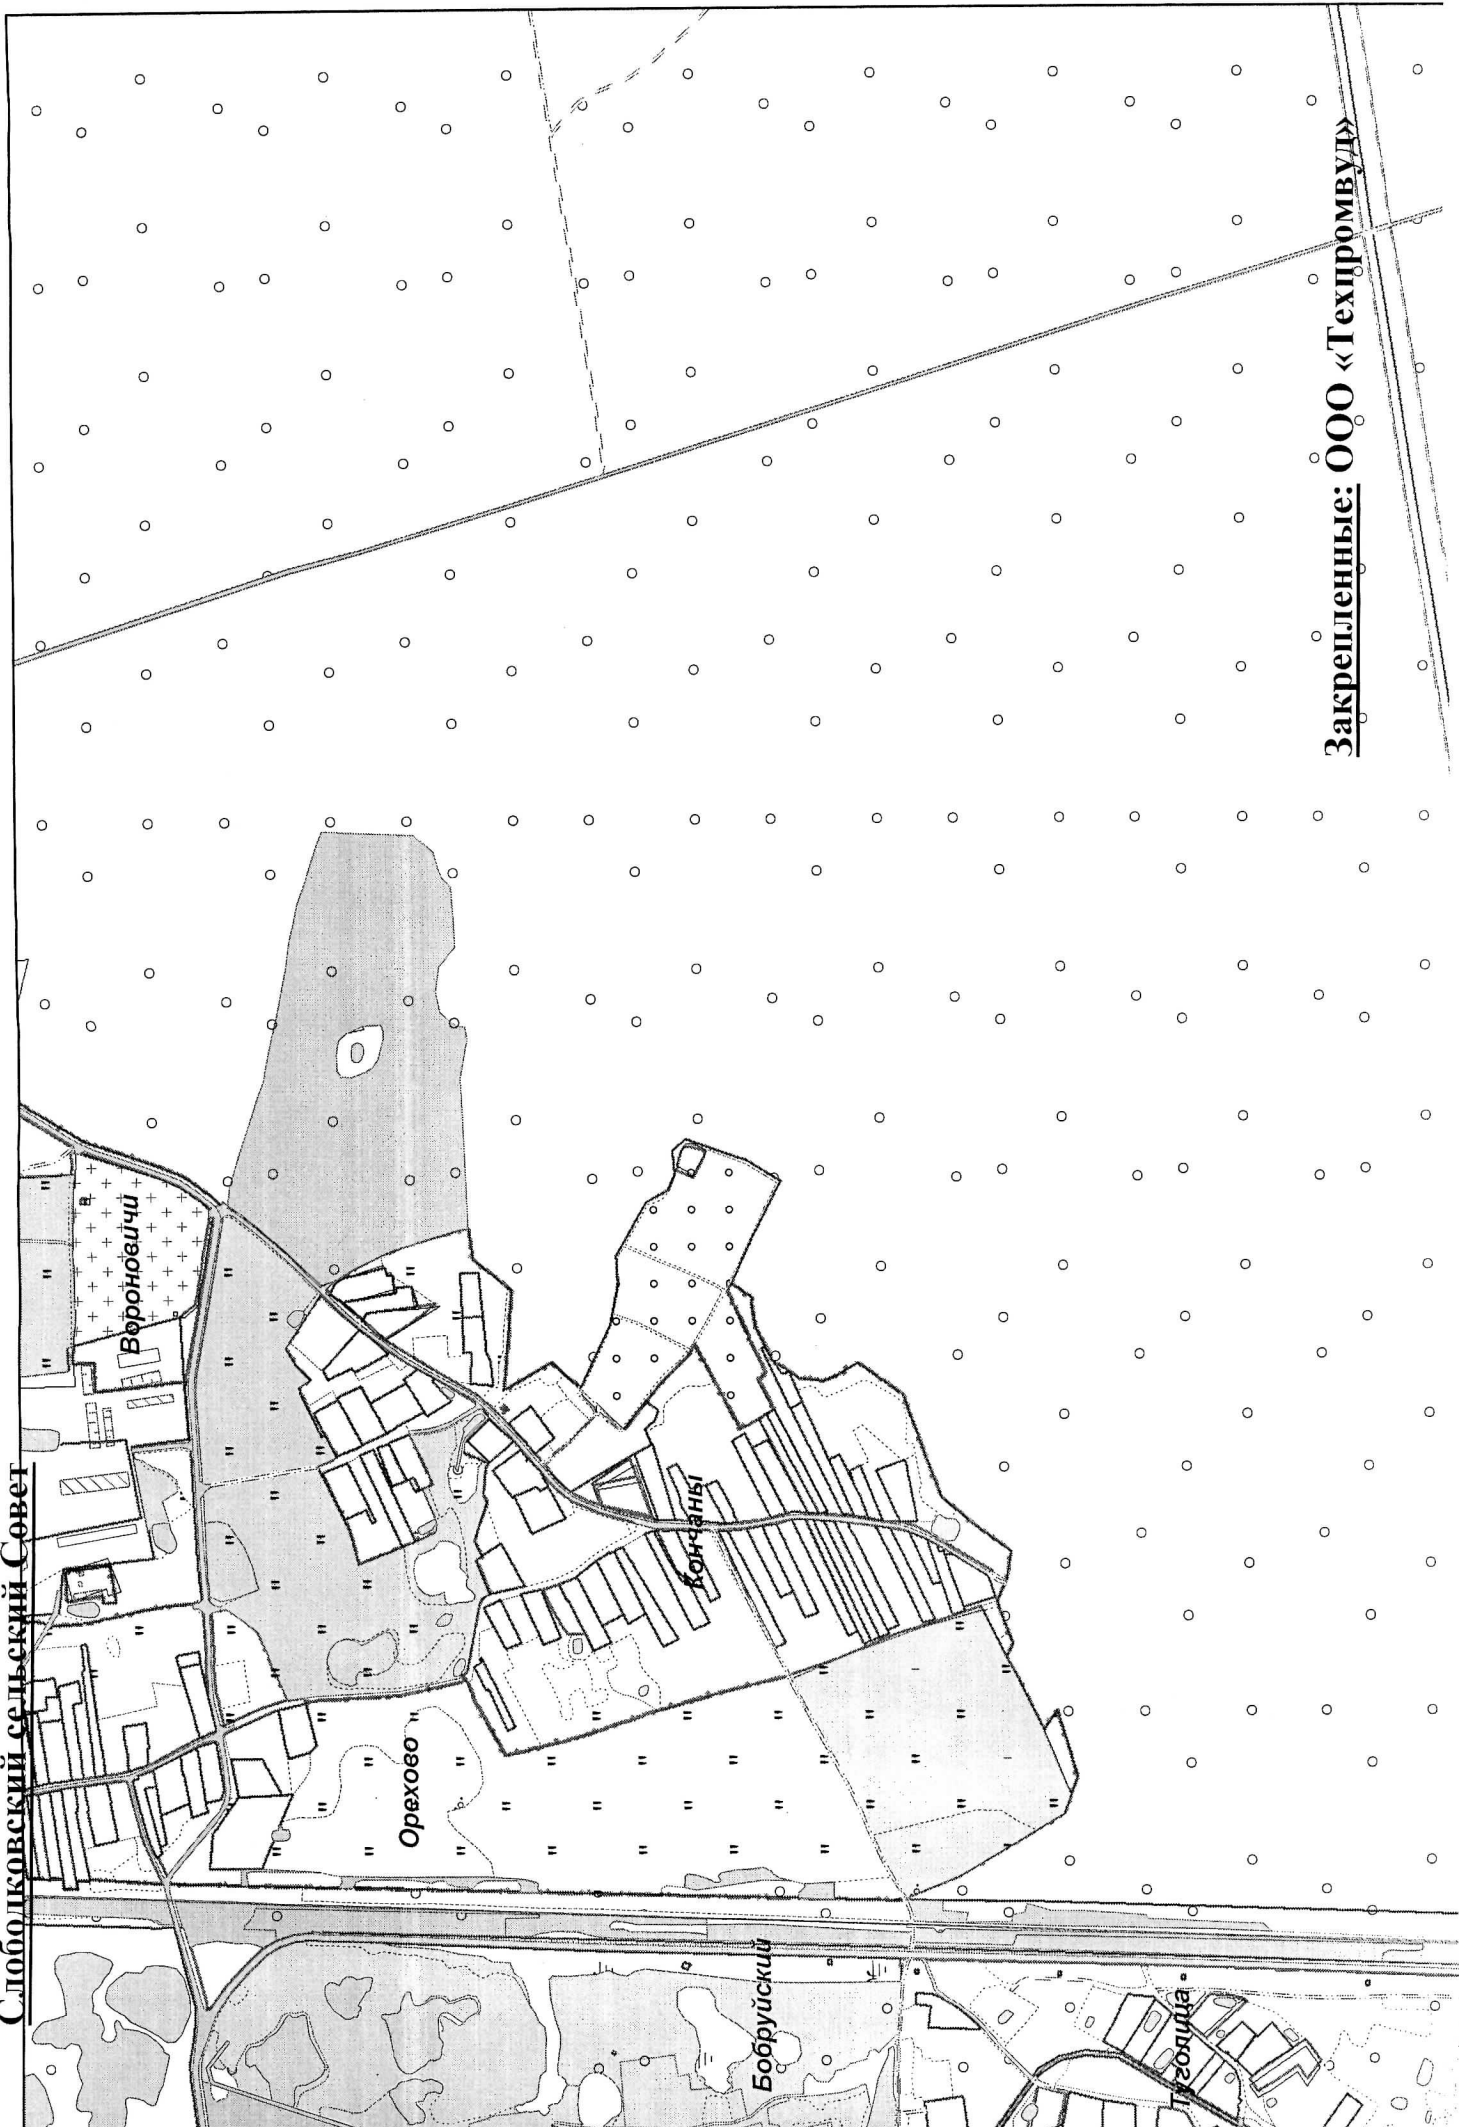 Слободковский сельский Совет
Вороновичи
Орехово
Кончаны
Бобруйский
Закрепленные: ООО «Техпромвуд»